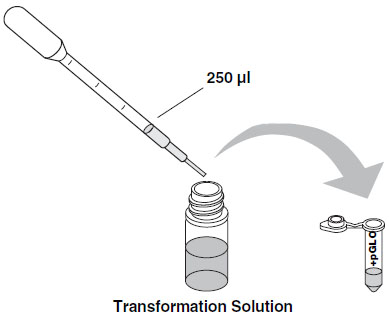 250 µl
+pGLO
Transformation Solution